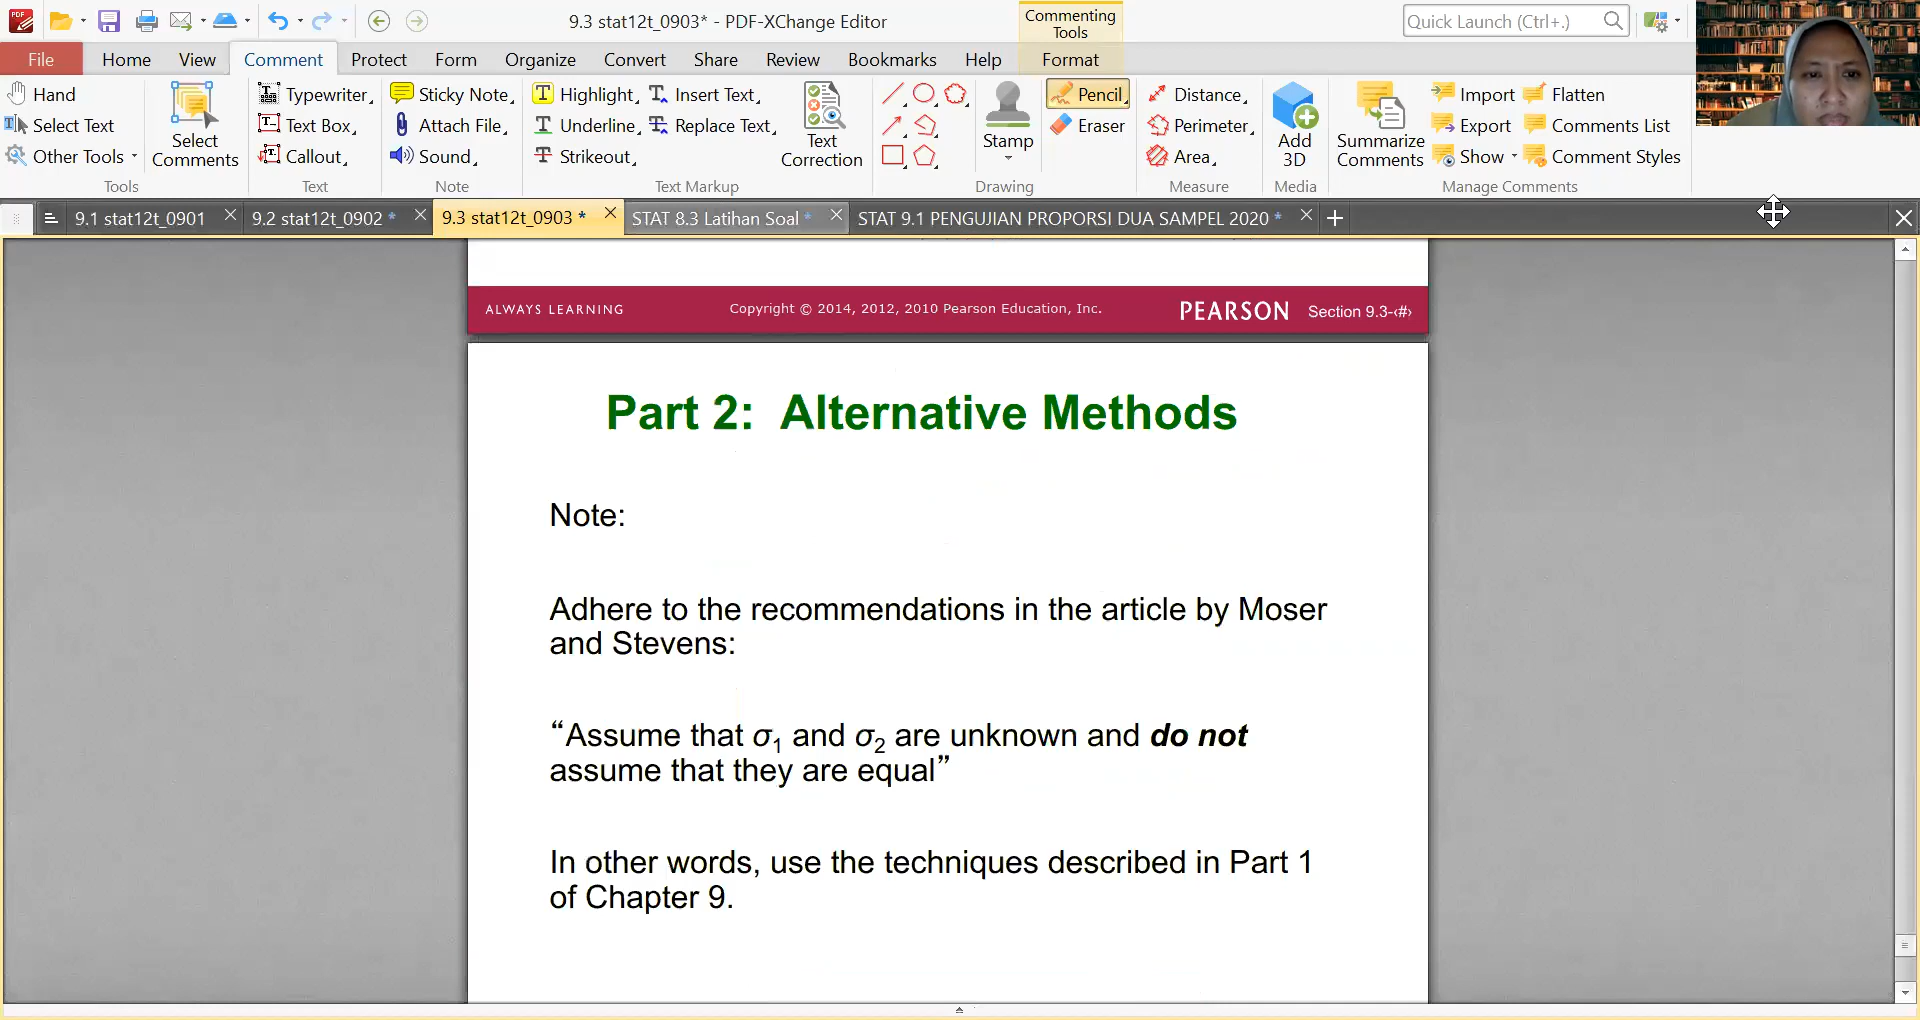 9.3 stat12t_0903* - PDF-XChange Editor
Commenting Tools
Quick Launch (Ctrl+.)
File Home View Comment Protect Form Organize Convert Share Review Bookmarks Help Format
Hand
Select Text
Other Tools
Select Comments
Tools
Typewriter
Text Box
Callout
Text
Sticky Note
Attach File
Sound
Note
Highlight
Underline
Strikeout
Insert Text
Replace Text
Text Correction
Text Markup
Stamp
Pencil
Eraser
Drawing
Distance
Perimeter
Area
Measure
Add 3D
Media
Summarize Comments
Import
Export
Show
Flatten
Comments List
Comment Styles
Manage Comments
9.1 stat12t_0901
9.2 stat12t_0902 *
9.3 stat12t_0903 *
STAT 8.3 Latihan Soal *
STAT 9.1 PENGUJIAN PROPORSI DUA SAMPEL 2020 *
ALWAYS LEARNING Copyright © 2014, 2012, 2010 Pearson Education, Inc. PEARSON Section 9.3-‹#›
Part 2: Alternative Methods
Note:
Adhere to the recommendations in the article by Moser
and Stevens:
“Assume that σ1 and σ2 are unknown and do not
assume that they are equal”
In other words, use the techniques described in Part 1
of Chapter 9.